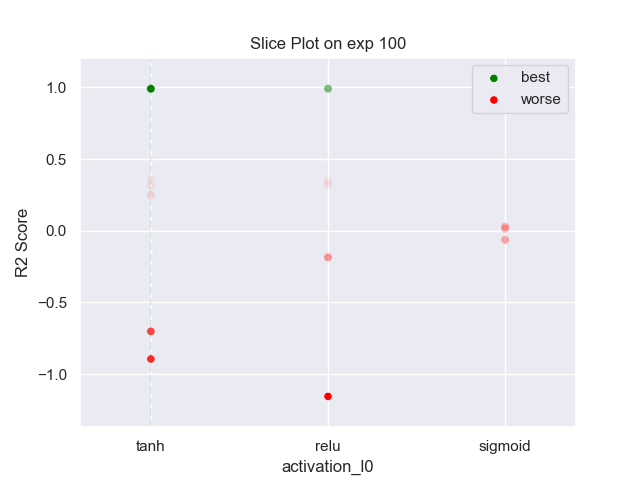 Slice Plot on exp 100
best
worse
1.0
0.5
0.0
−0.5
−1.0
R2 Score
tanh
relu
sigmoid
activation_l0